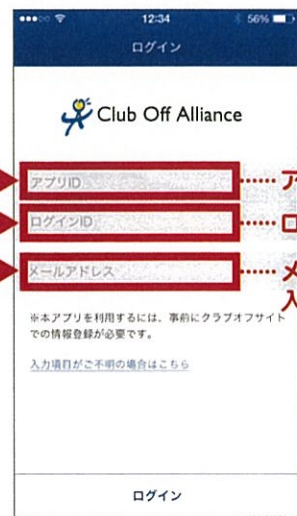 12:34
56%
ログイン
Club Off Alliance
アプリID
ア
ログインID
ロ
メールアドレス
メ
入
※本アプリを利用するには、事前にクラブオフサイト
での情報登録が必要です。
入力項目がご不明の場合はこちら
ログイン